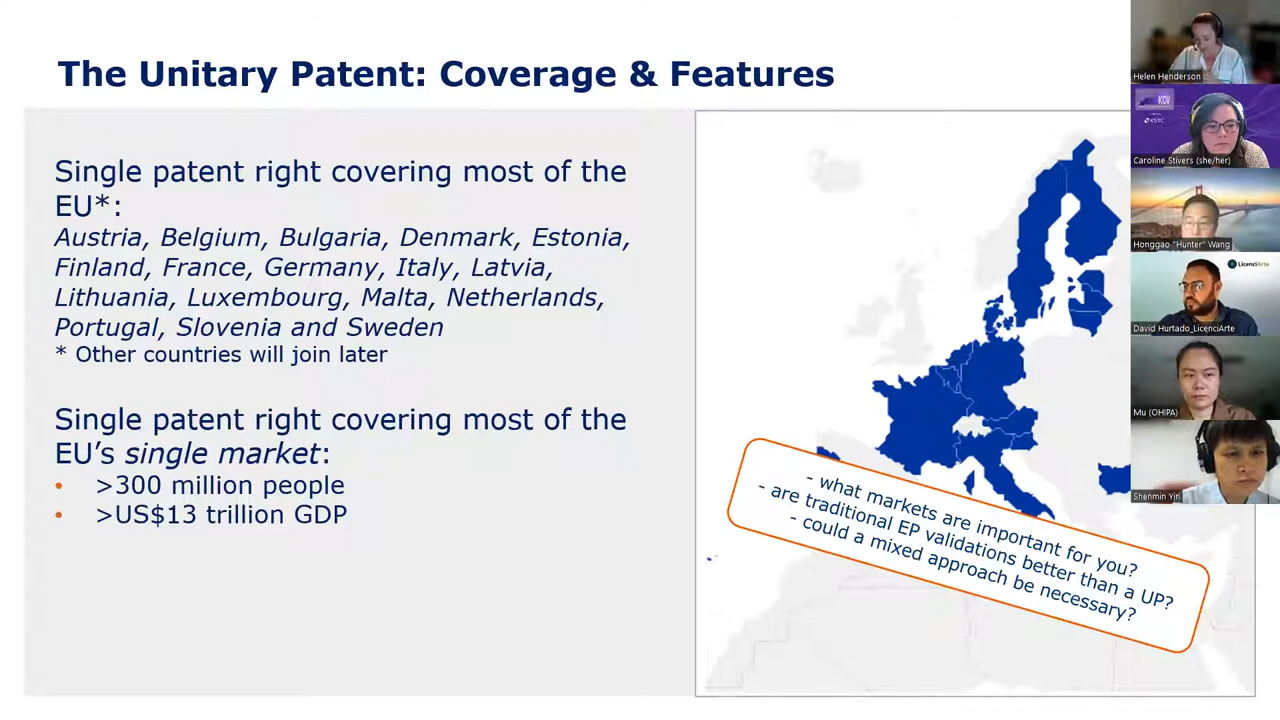 The Unitary Patent: Coverage & Features
Single patent right covering most of the
EU*:
Austria, Belgium, Bulgaria, Denmark, Estonia,
Finland, France, Germany, Italy, Latvia,
Lithuania, Luxembourg, Malta, Netherlands,
Portugal, Slovenia and Sweden
* Other countries will join later
Single patent right covering most of the
EU’s single market:
• >300 million people
• >US$13 trillion GDP
- what markets are important for you?
- are traditional EP validations better than a UP?
- could a mixed approach be necessary?
Helen Henderson
KCV
KSTC
Caroline Stivers (she/her)
Honggao "Hunter" Wang
LicenciArte
David Hurtado_LicenciArte
Mu (OHIPA)
Shenmin Yin